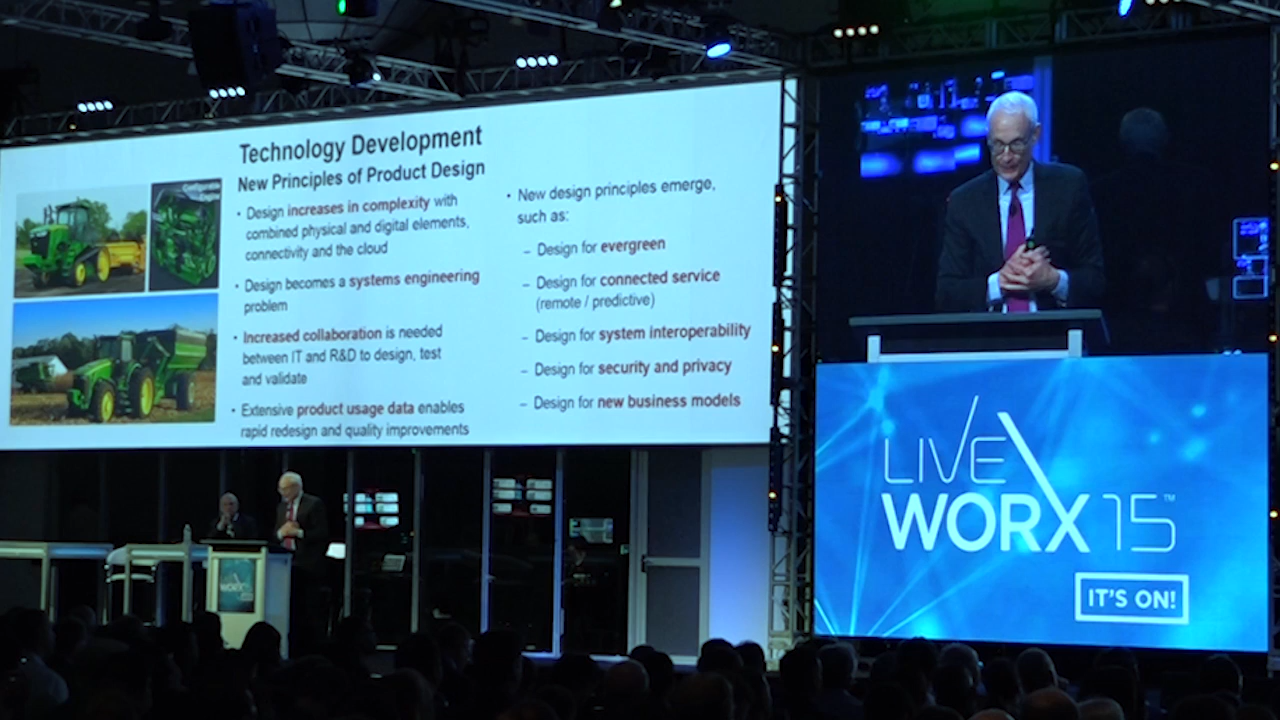 Technology Development
New Principles of Product Design
• Design increases in complexity with
combined physical and digital elements,
connectivity and the cloud
• Design becomes a systems engineering
problem
• Increased collaboration is needed
between IT and R&D to design, test
and validate
• Extensive product usage data enables
rapid redesign and quality improvements
• New design principles emerge,
such as:
– Design for evergreen
– Design for connected service
(remote / predictive)
– Design for system interoperability
– Design for security and privacy
– Design for new business models
LIVE
WORX 15™
IT'S ON!
WORX